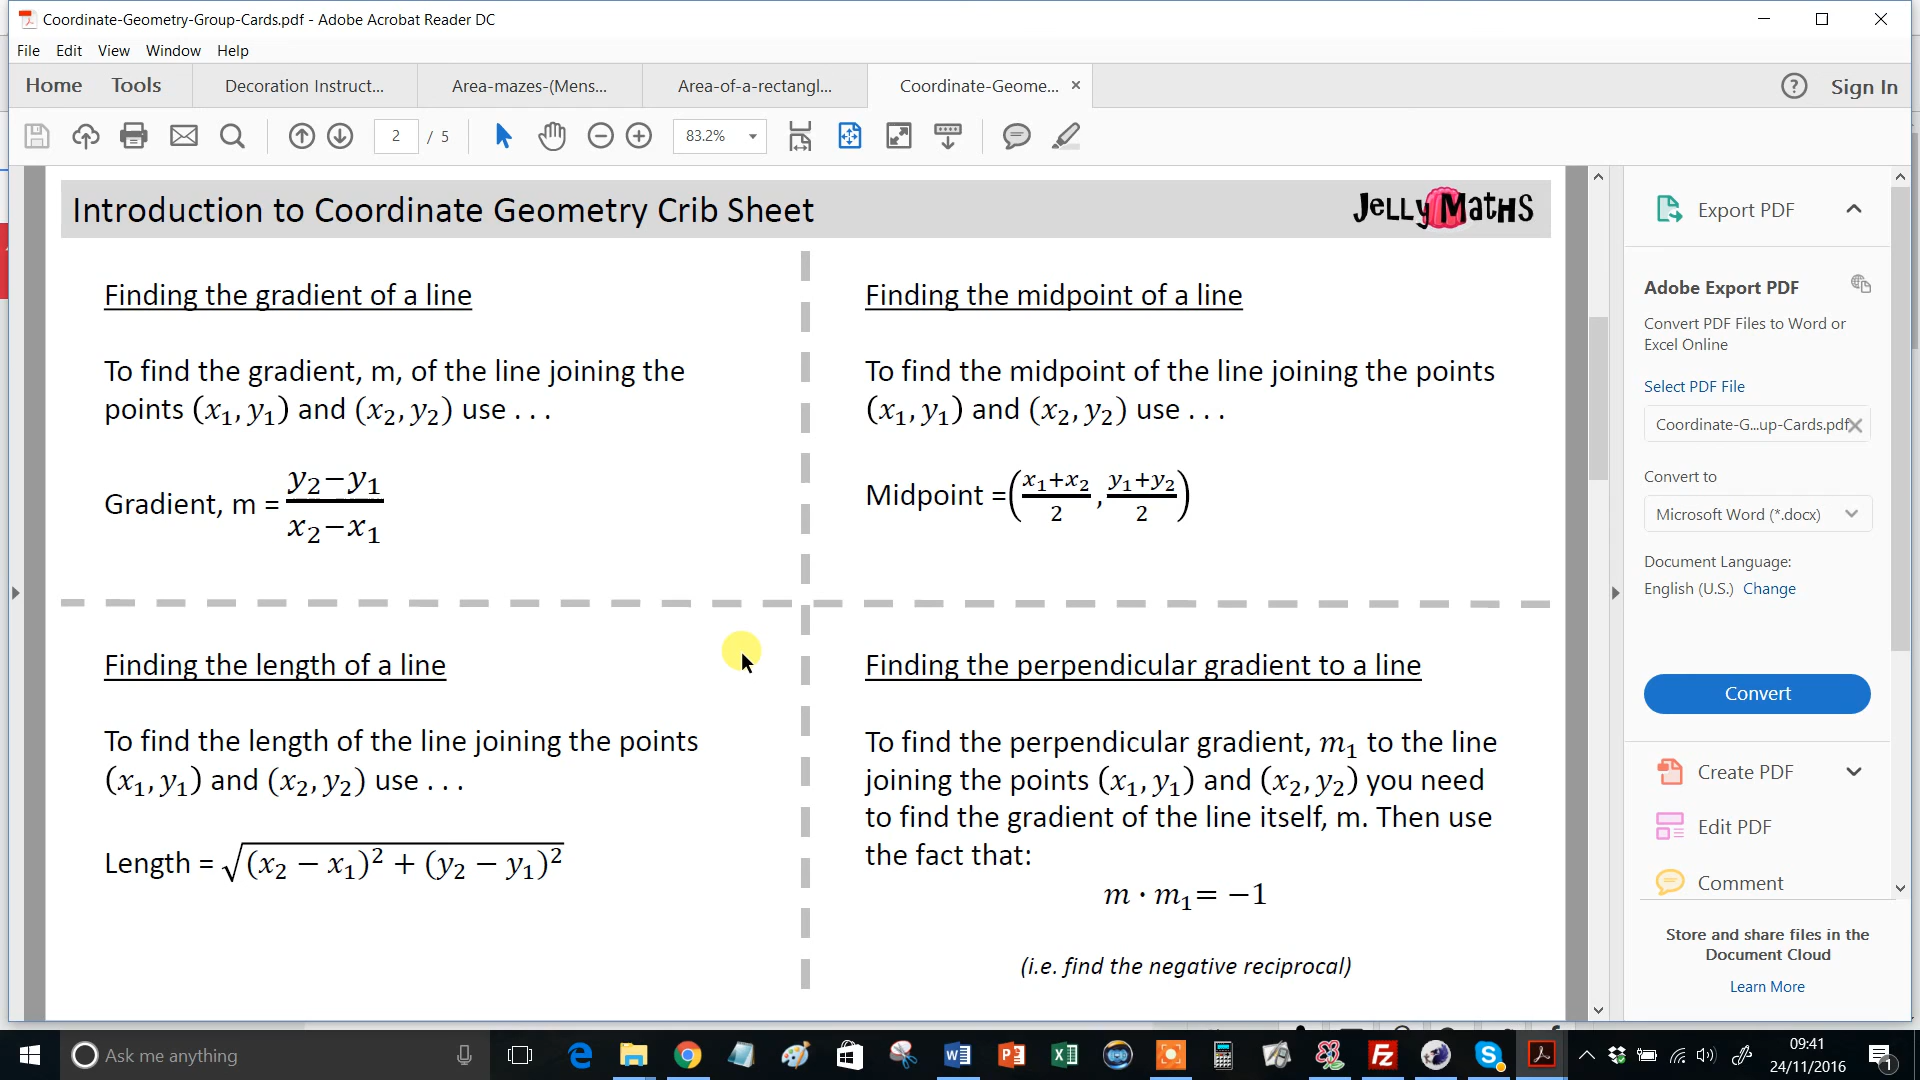 Coordinate-Geometry-Group-Cards.pdf - Adobe Acrobat Reader DC
File Edit View Window Help
Home Tools Decoration Instruct... Area-mazes-(Mens... Area-of-a-rectangl... Coordinate-Geome... × ? Sign In
2 / 5 83.2%
Introduction to Coordinate Geometry Crib Sheet
JeLLy MatHS
Finding the gradient of a line
To find the gradient, m, of the line joining the
points (x₁, y₁) and (x₂, y₂) use . . .
Gradient, m = y₂−y₁
x₂−x₁
Finding the midpoint of a line
To find the midpoint of the line joining the points
(x₁, y₁) and (x₂, y₂) use . . .
Midpoint =(x₁+x₂/2, y₁+y₂/2)
Finding the length of a line
To find the length of the line joining the points
(x₁, y₁) and (x₂, y₂) use . . .
Length = √(x₂ − x₁)² + (y₂ − y₁)²
Finding the perpendicular gradient to a line
To find the perpendicular gradient, m₁ to the line
joining the points (x₁, y₁) and (x₂, y₂) you need
to find the gradient of the line itself, m. Then use
the fact that:
m · m₁= −1
(i.e. find the negative reciprocal)
Export PDF
Adobe Export PDF
Convert PDF Files to Word or
Excel Online
Select PDF File
Coordinate-G...up-Cards.pdf
Convert to
Microsoft Word (*.docx)
Document Language:
English (U.S.) Change
Convert
Create PDF
Edit PDF
Comment
Store and share files in the
Document Cloud
Learn More
Ask me anything
09:41
24/11/2016
1